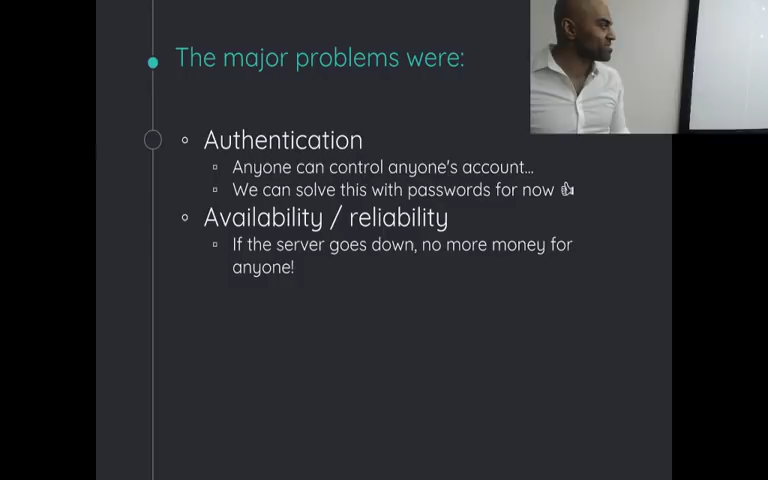 The major problems were:
Authentication
Anyone can control anyone's account...
We can solve this with passwords for now 👍
Availability / reliability
If the server goes down, no more money for
anyone!